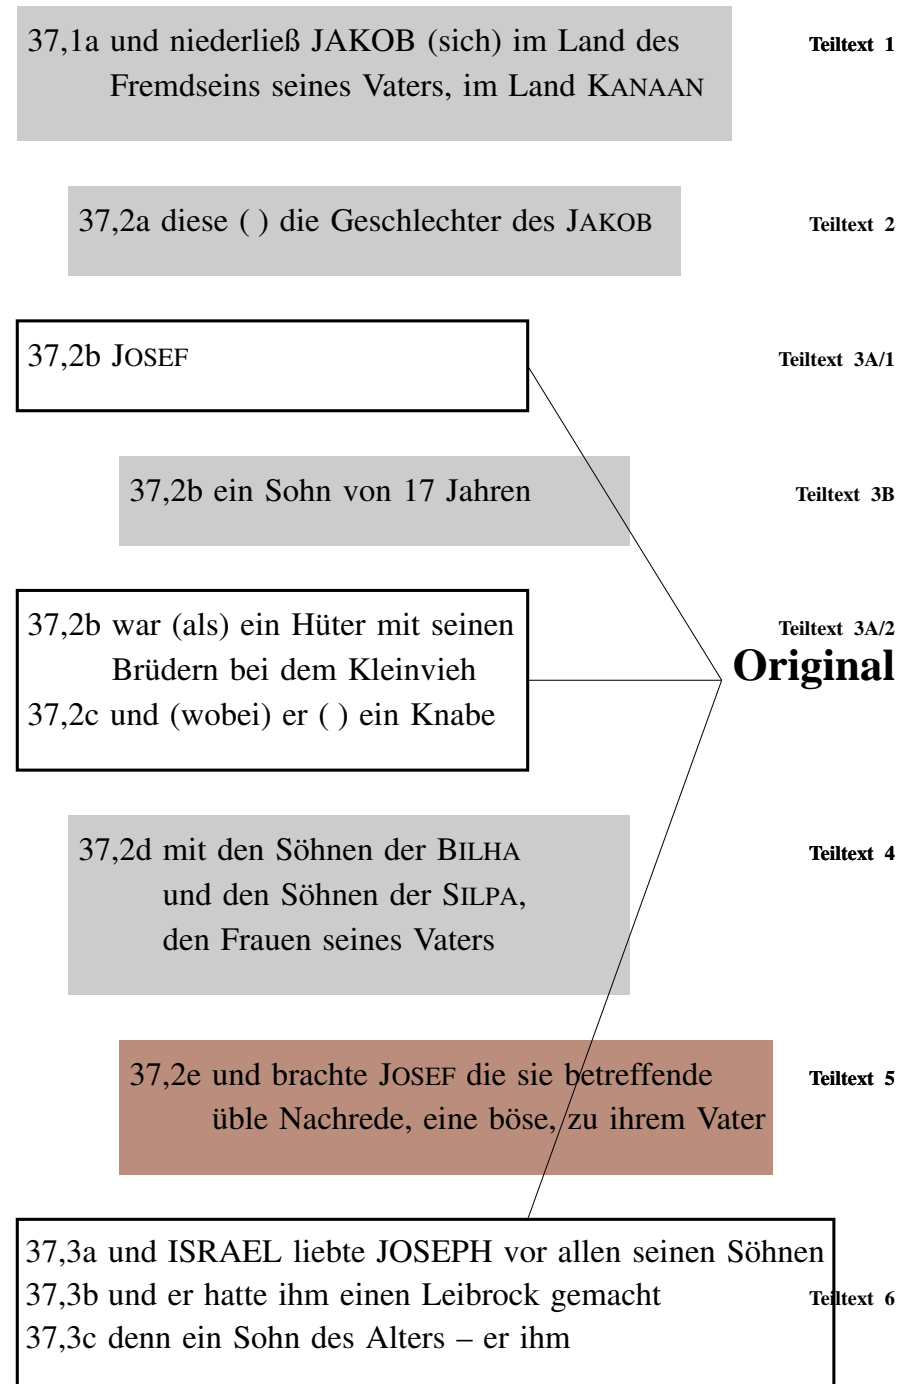 37,1a und niederließ JAKOB (sich) im Land des
Teiltext 1
Fremdseins seines Vaters, im Land KANAAN
37,2a diese ( ) die Geschlechter des JAKOB
Teiltext 2
37,2b JOSEF
Teiltext 3A/1
37,2b ein Sohn von 17 Jahren
Teiltext 3B
37,2b war (als) ein Hüter mit seinen
Teiltext 3A/2
Brüdern bei dem Kleinvieh
Original
37,2c und (wobei) er ( ) ein Knabe
37,2d mit den Söhnen der BILHA
Teiltext 4
und den Söhnen der SILPA,
den Frauen seines Vaters
37,2e und brachte JOSEF die sie betreffende
Teiltext 5
üble Nachrede, eine böse, zu ihrem Vater
37,3a und ISRAEL liebte JOSEPH vor allen seinen Söhnen
37,3b und er hatte ihm einen Leibrock gemacht
Teiltext 6
37,3c denn ein Sohn des Alters – er ihm